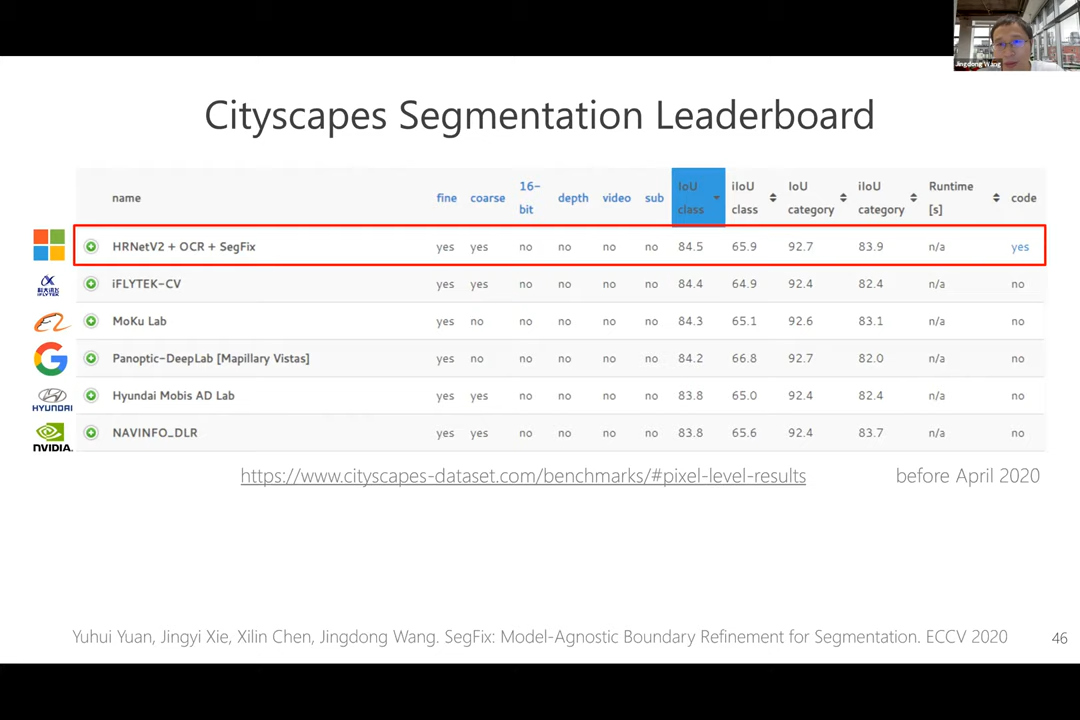 Jingdong Wang
Cityscapes Segmentation Leaderboard
name fine coarse 16-bit depth video sub IoU class iIoU class IoU category iIoU category Runtime [s] code
HRNetV2 + OCR + SegFix yes yes no no no no 84.5 65.9 92.7 83.9 n/a yes
iFLYTEK-CV yes yes no no no no 84.4 64.9 92.4 82.4 n/a no
MoKu Lab yes no no no no no 84.3 65.1 92.6 83.1 n/a no
Panoptic-DeepLab [Mapillary Vistas] yes no no no no no 84.2 66.8 92.7 82.0 n/a no
HYUNDAI Hyundai Mobis AD Lab yes yes no no no no 83.8 65.0 92.4 82.4 n/a no
NVIDIA. NAVINFO_DLR yes yes no no no no 83.8 65.6 92.4 83.7 n/a no
https://www.cityscapes-dataset.com/benchmarks/#pixel-level-results before April 2020
Yuhui Yuan, Jingyi Xie, Xilin Chen, Jingdong Wang. SegFix: Model-Agnostic Boundary Refinement for Segmentation. ECCV 2020 46